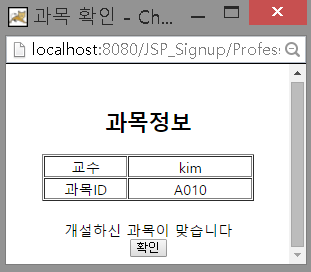 과목 확인 - Ch...
localhost:8080/JSP_Signup/Profes
과목정보
교수 kim
과목ID A010
개설하신 과목이 맞습니다
확인